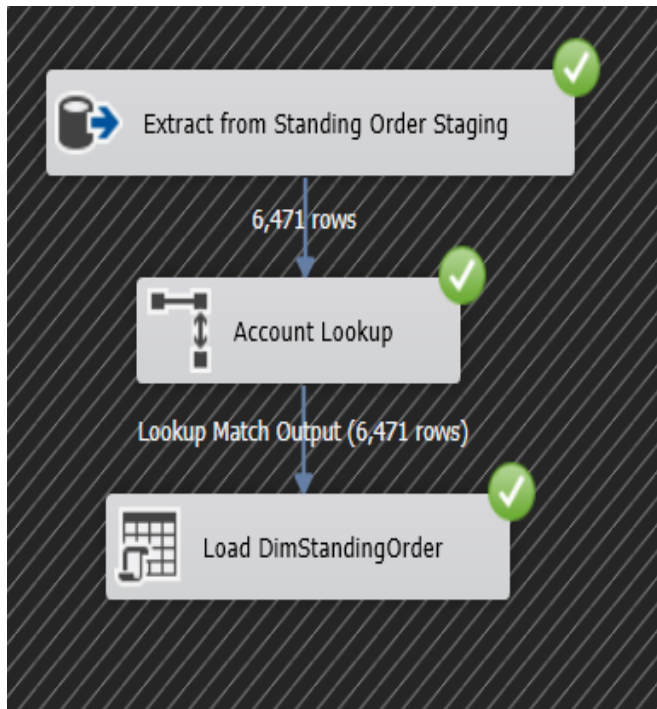 Extract from Standing Order Staging
6,471 rows
Account Lookup
Lookup Match Output (6,471 rows)
Load DimStandingOrder